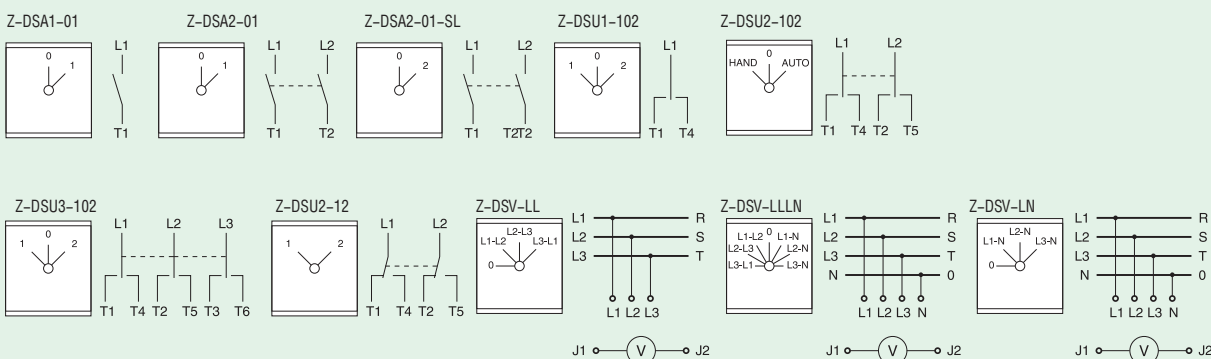 Z-DSA1-01 Z-DSA2-01 Z-DSA2-01-SL Z-DSU1-102 Z-DSU2-102
L1 L1 L2 L1 L2 L1 L1 L2
0 1 0 1 0 2 1 0 2 HAND 0 AUTO
T1 T1 T2 T1 T2T2 T1 T4 T1 T4 T2 T5
Z-DSU3-102 Z-DSU2-12 Z-DSV-LL Z-DSV-LLLN Z-DSV-LN
L1 L2 L3 L1 L2 L1 R L1 R L1 R
1 0 2 1 2 L2-L3 L2 S L1-L2 0 L1-N L2 S L2-N L2 S
L1-L2 L3-L1 L3 T L2-L3 L2-N L3 T L1-N L3-N L3 T
0 L3-L1 L3-N N 0 0 N 0
T1 T4 T2 T5 T3 T6 T1 T4 T2 T5 L1 L2 L3 L1 L2 L3 N L1 L2 L3 N
J1 V J2 J1 V J2 J1 V J2